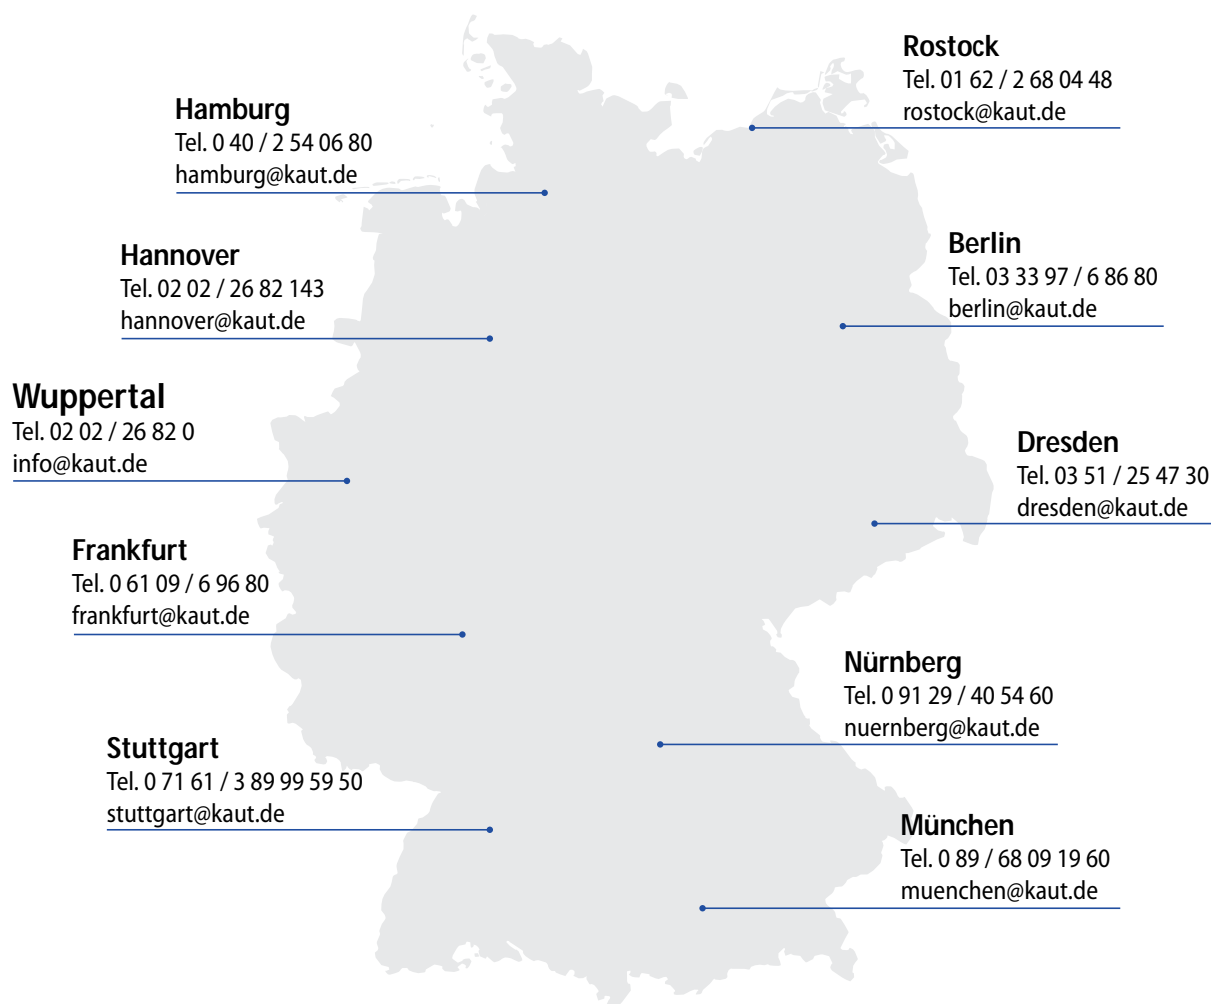 Rostock
Tel. 01 62 / 2 68 04 48
rostock@kaut.de
Hamburg
Tel. 0 40 / 2 54 06 80
hamburg@kaut.de
Hannover
Tel. 02 02 / 26 82 143
hannover@kaut.de
Berlin
Tel. 03 33 97 / 6 86 80
berlin@kaut.de
Wuppertal
Tel. 02 02 / 26 82 0
info@kaut.de
Dresden
Tel. 03 51 / 25 47 30
dresden@kaut.de
Frankfurt
Tel. 0 61 09 / 6 96 80
frankfurt@kaut.de
Nürnberg
Tel. 0 91 29 / 40 54 60
nuernberg@kaut.de
Stuttgart
Tel. 0 71 61 / 3 89 99 59 50
stuttgart@kaut.de
München
Tel. 0 89 / 68 09 19 60
muenchen@kaut.de